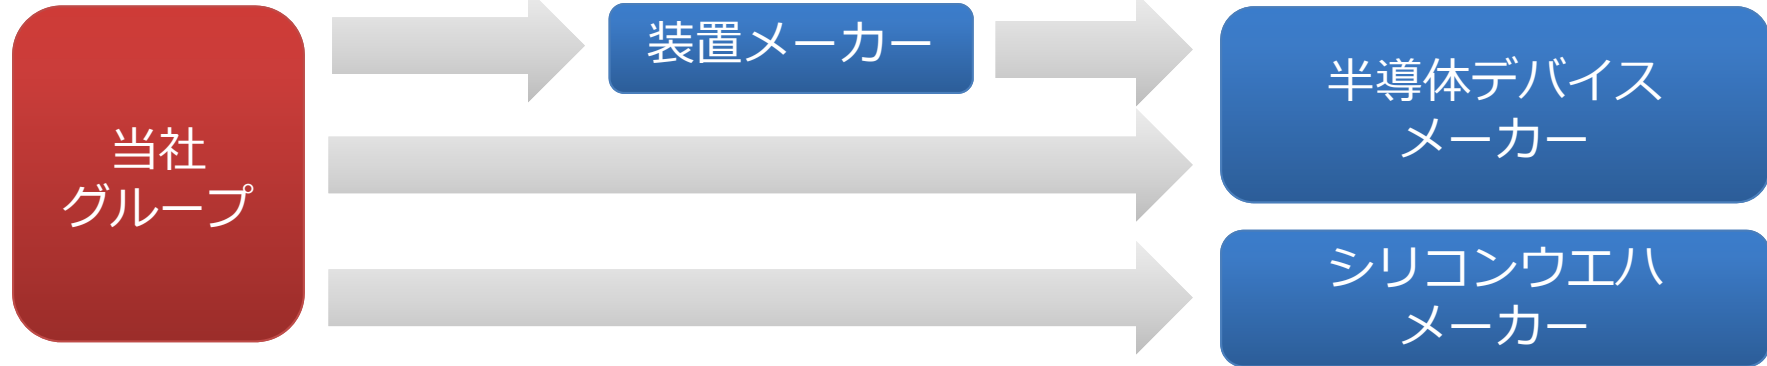 当社
グループ
装置メーカー
半導体デバイス
メーカー
シリコンウエハ
メーカー